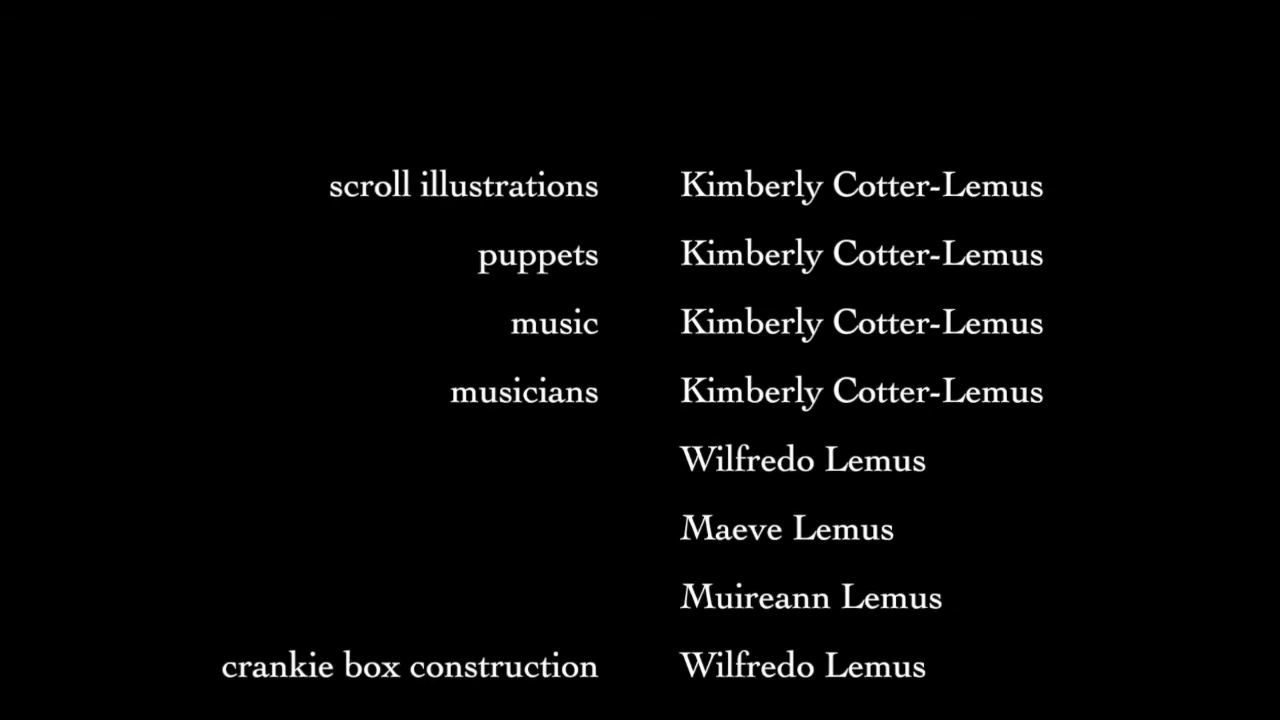 scroll illustrations Kimberly Cotter-Lemus
puppets Kimberly Cotter-Lemus
music Kimberly Cotter-Lemus
musicians Kimberly Cotter-Lemus
Wilfredo Lemus
Maeve Lemus
Muireann Lemus
crankie box construction Wilfredo Lemus